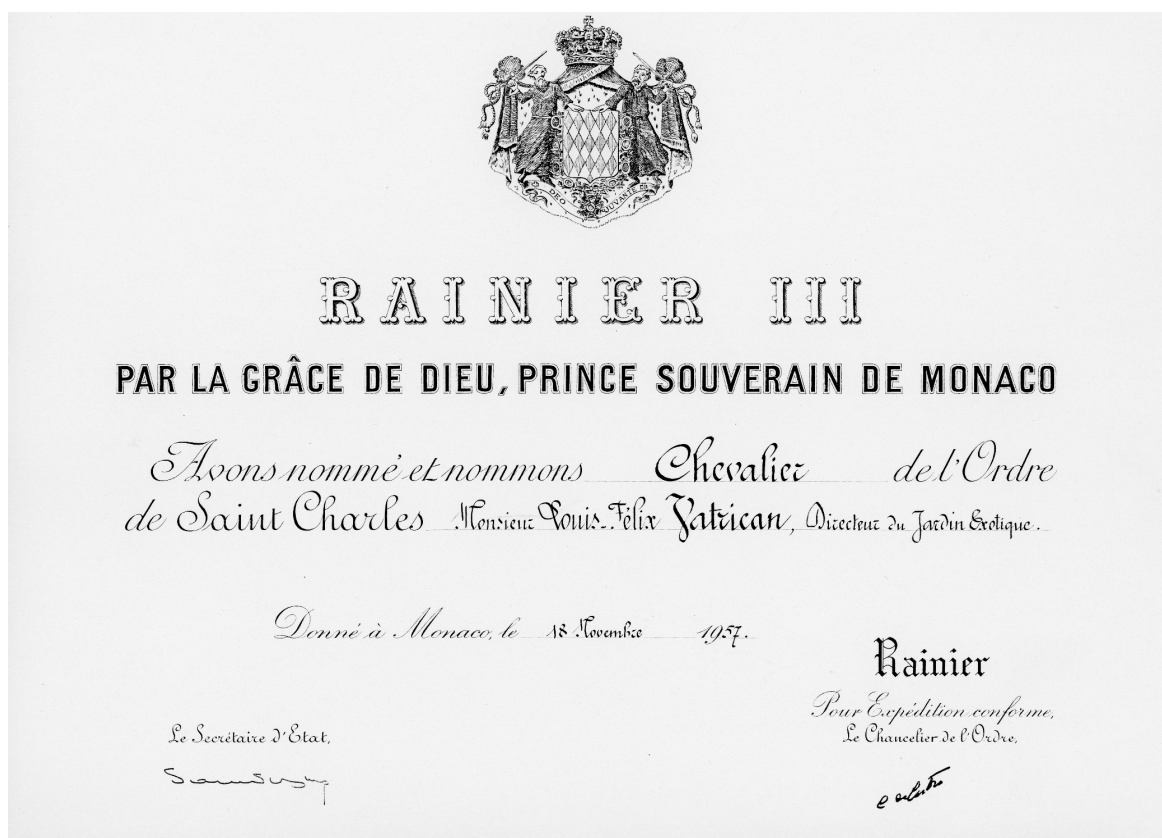 DEO JUVANTE
RAINIER III
PAR LA GRÂCE DE DIEU, PRINCE SOUVERAIN DE MONACO
Avons nommé et nommons Chevalier de l'Ordre
de Saint Charles Monsieur Louis-Félix Vatrican, Directeur du Jardin Exotique.
Donné à Monaco, le 18 Novembre 1957.
Rainier
Pour Expédition conforme,
Le Chancelier de l'Ordre,
Le Secrétaire d'Etat,